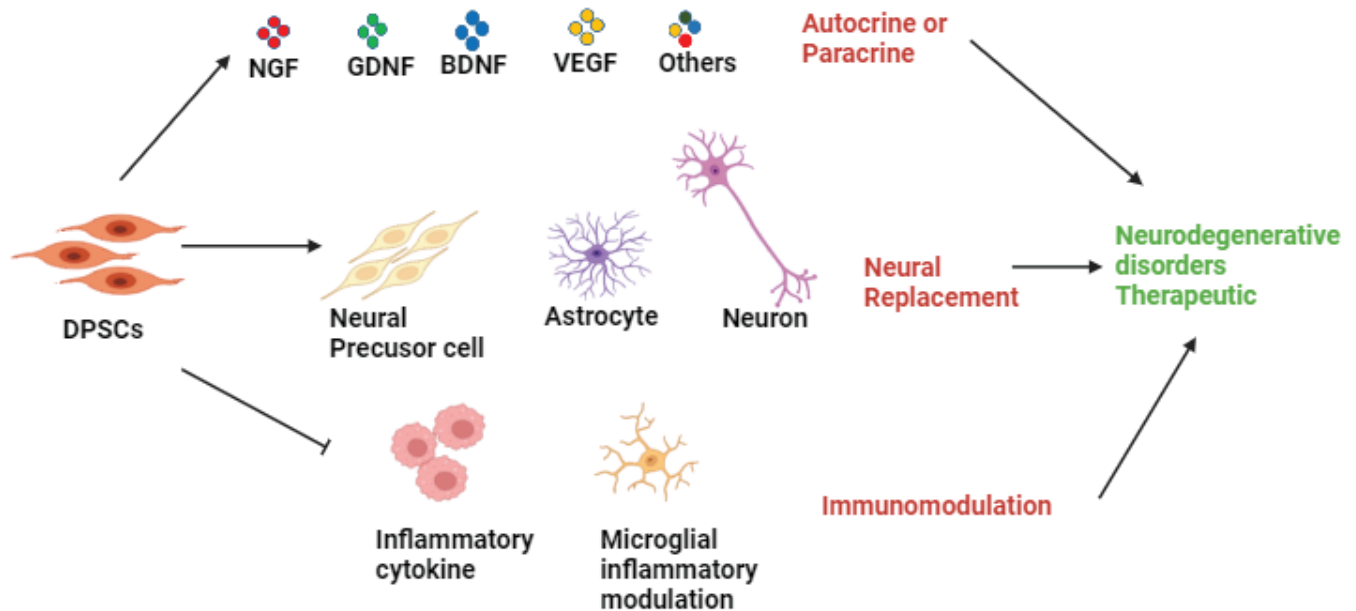 NGF
GDNF
BDNF
VEGF
Others
Autocrine or
Paracrine
DPSCs
Neural
Precusor cell
Astrocyte
Neuron
Neural
Replacement
Neurodegenerative
disorders
Therapeutic
Inflammatory
cytokine
Microglial
inflammatory
modulation
Immunomodulation